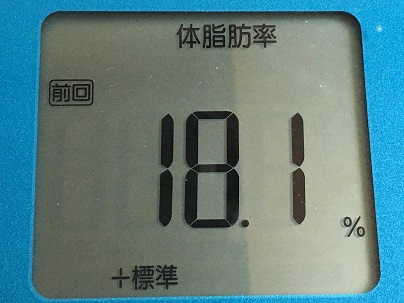 体脂肪率
前回
18.1 %
＋標準